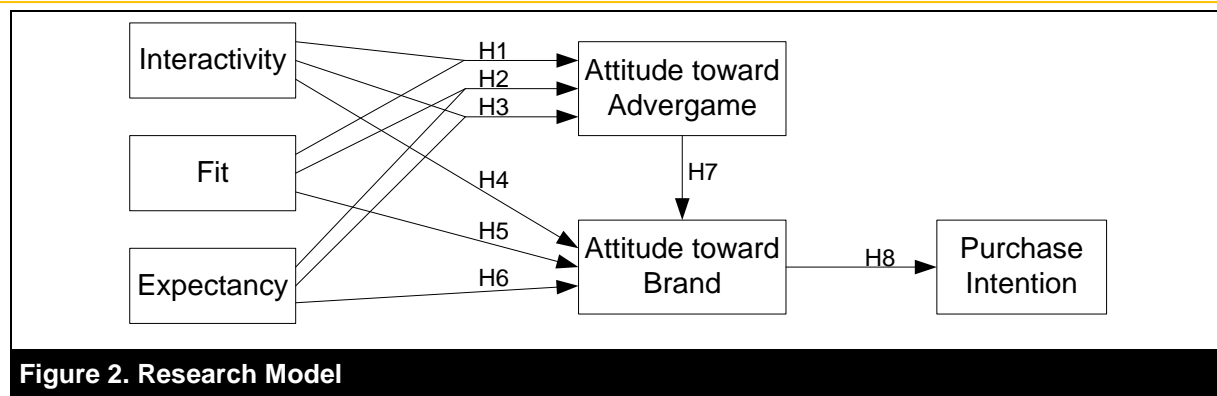 Interactivity
Fit
Expectancy
H1
H2
H3
H4
H5
H6
Attitude toward
Advergame
H7
Attitude toward
Brand
H8
Purchase
Intention
Figure 2. Research Model